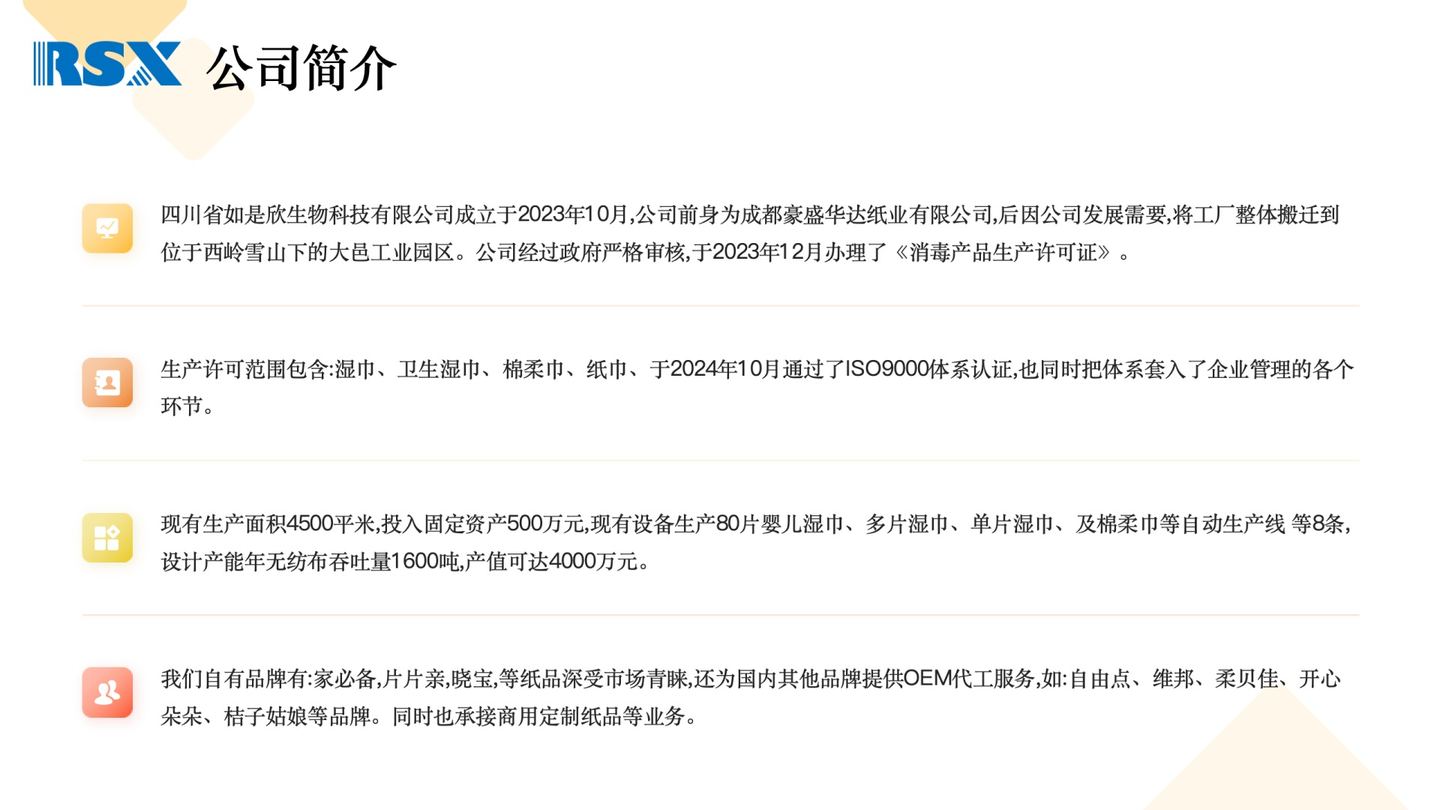 RSX 公司简介
四川省如是欣生物科技有限公司成立于2023年10月,公司前身为成都豪盛华达纸业有限公司,后因公司发展需要,将工厂整体搬迁到
位于西岭雪山下的大邑工业园区。公司经过政府严格审核,于2023年12月办理了《消毒产品生产许可证》。
生产许可范围包含:湿巾、卫生湿巾、棉柔巾、纸巾、于2024年10月通过了ISO9000体系认证,也同时把体系套入了企业管理的各个
环节。
现有生产面积4500平米,投入固定资产500万元,现有设备生产80片婴儿湿巾、多片湿巾、单片湿巾、及棉柔巾等自动生产线 等8条,
设计产能年无纺布吞吐量1600吨,产值可达4000万元。
我们自有品牌有:家必备,片片亲,晓宝,等纸品深受市场青睐,还为国内其他品牌提供OEM代工服务,如:自由点、维邦、柔贝佳、开心
朵朵、桔子姑娘等品牌。同时也承接商用定制纸品等业务。